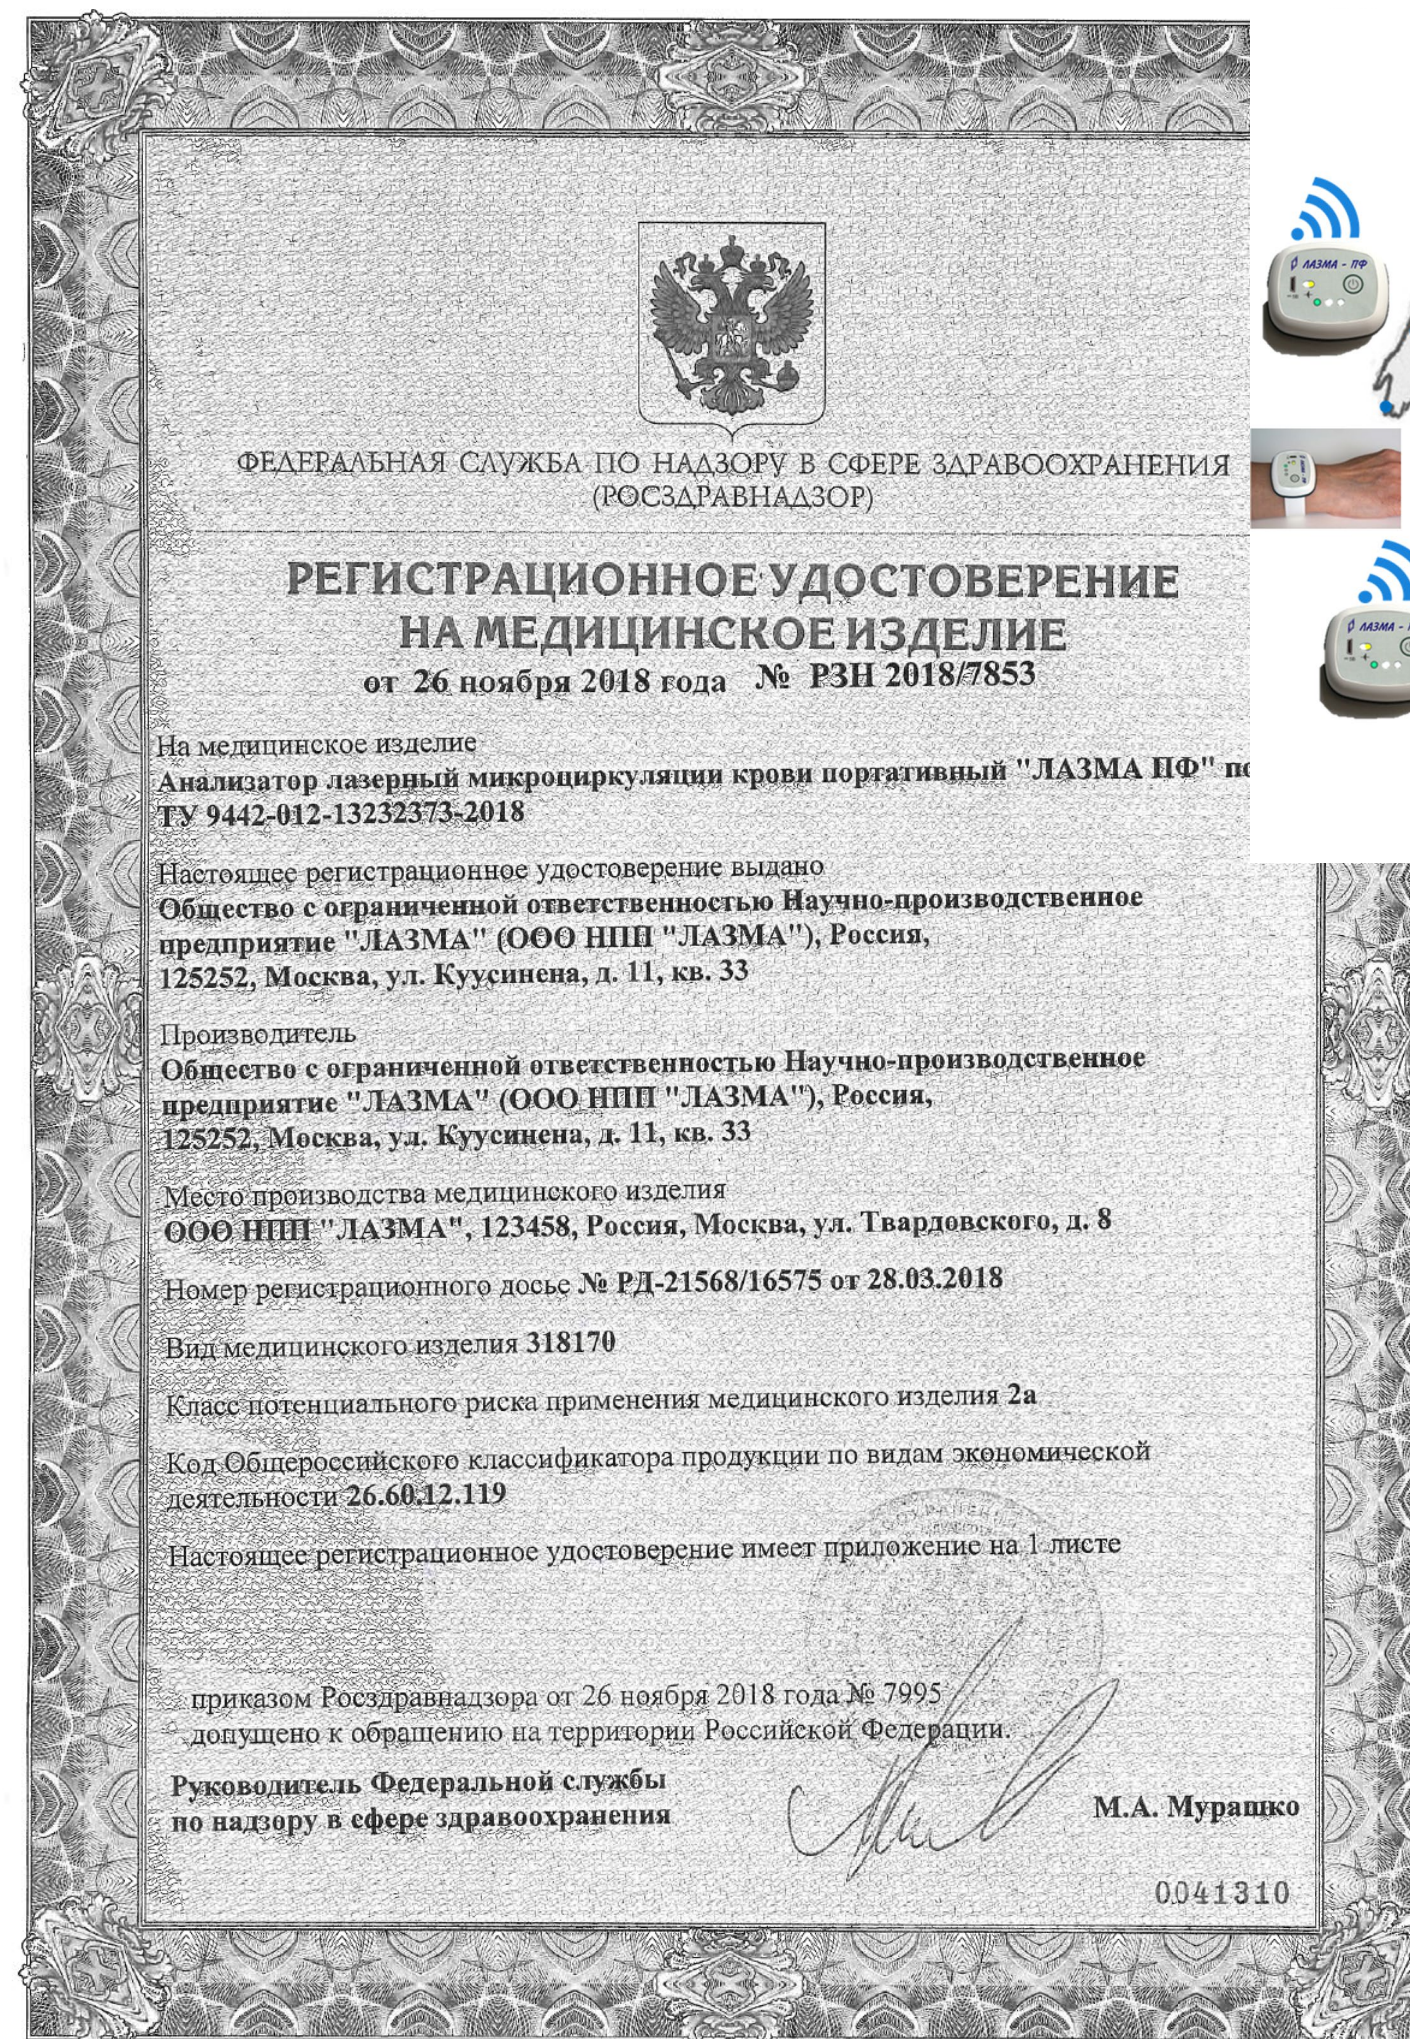 ФЕДЕРАЛЬНАЯ СЛУЖБА ПО НАДЗОРУ В СФЕРЕ ЗДРАВООХРАНЕНИЯ
(РОСЗДРАВНАДЗОР)
РЕГИСТРАЦИОННОЕ УДОСТОВЕРЕНИЕ
НА МЕДИЦИНСКОЕ ИЗДЕЛИЕ
от 26 ноября 2018 года № РЗН 2018/7853
На медицинское изделие
Анализатор лазерный микроциркуляции крови портативный "ЛАЗМА ПФ" по
ТУ 9442-012-13232373-2018
Настоящее регистрационное удостоверение выдано
Общество с ограниченной ответственностью Научно-производственное
предприятие "ЛАЗМА" (ООО НПП "ЛАЗМА"), Россия,
125252, Москва, ул. Куусинена, д. 11, кв. 33
Производитель
Общество с ограниченной ответственностью Научно-производственное
предприятие "ЛАЗМА" (ООО НПП "ЛАЗМА"), Россия,
125252, Москва, ул. Куусинена, д. 11, кв. 33
Место производства медицинского изделия
ООО НПП "ЛАЗМА", 123458, Россия, Москва, ул. Твардовского, д. 8
Номер регистрационного досье № РД-21568/16575 от 28.03.2018
Вид медицинского изделия 318170
Класс потенциального риска применения медицинского изделия 2а
Код Общероссийского классификатора продукции по видам экономической
деятельности 26.60.12.119
Настоящее регистрационное удостоверение имеет приложение на 1 листе
приказом Росздравнадзора от 26 ноября 2018 года № 7995
допущено к обращению на территории Российской Федерации.
Руководитель Федеральной службы
по надзору в сфере здравоохранения
М.А. Мурашко
0041310
ЛАЗМА - ПФ
ЛАЗМА -